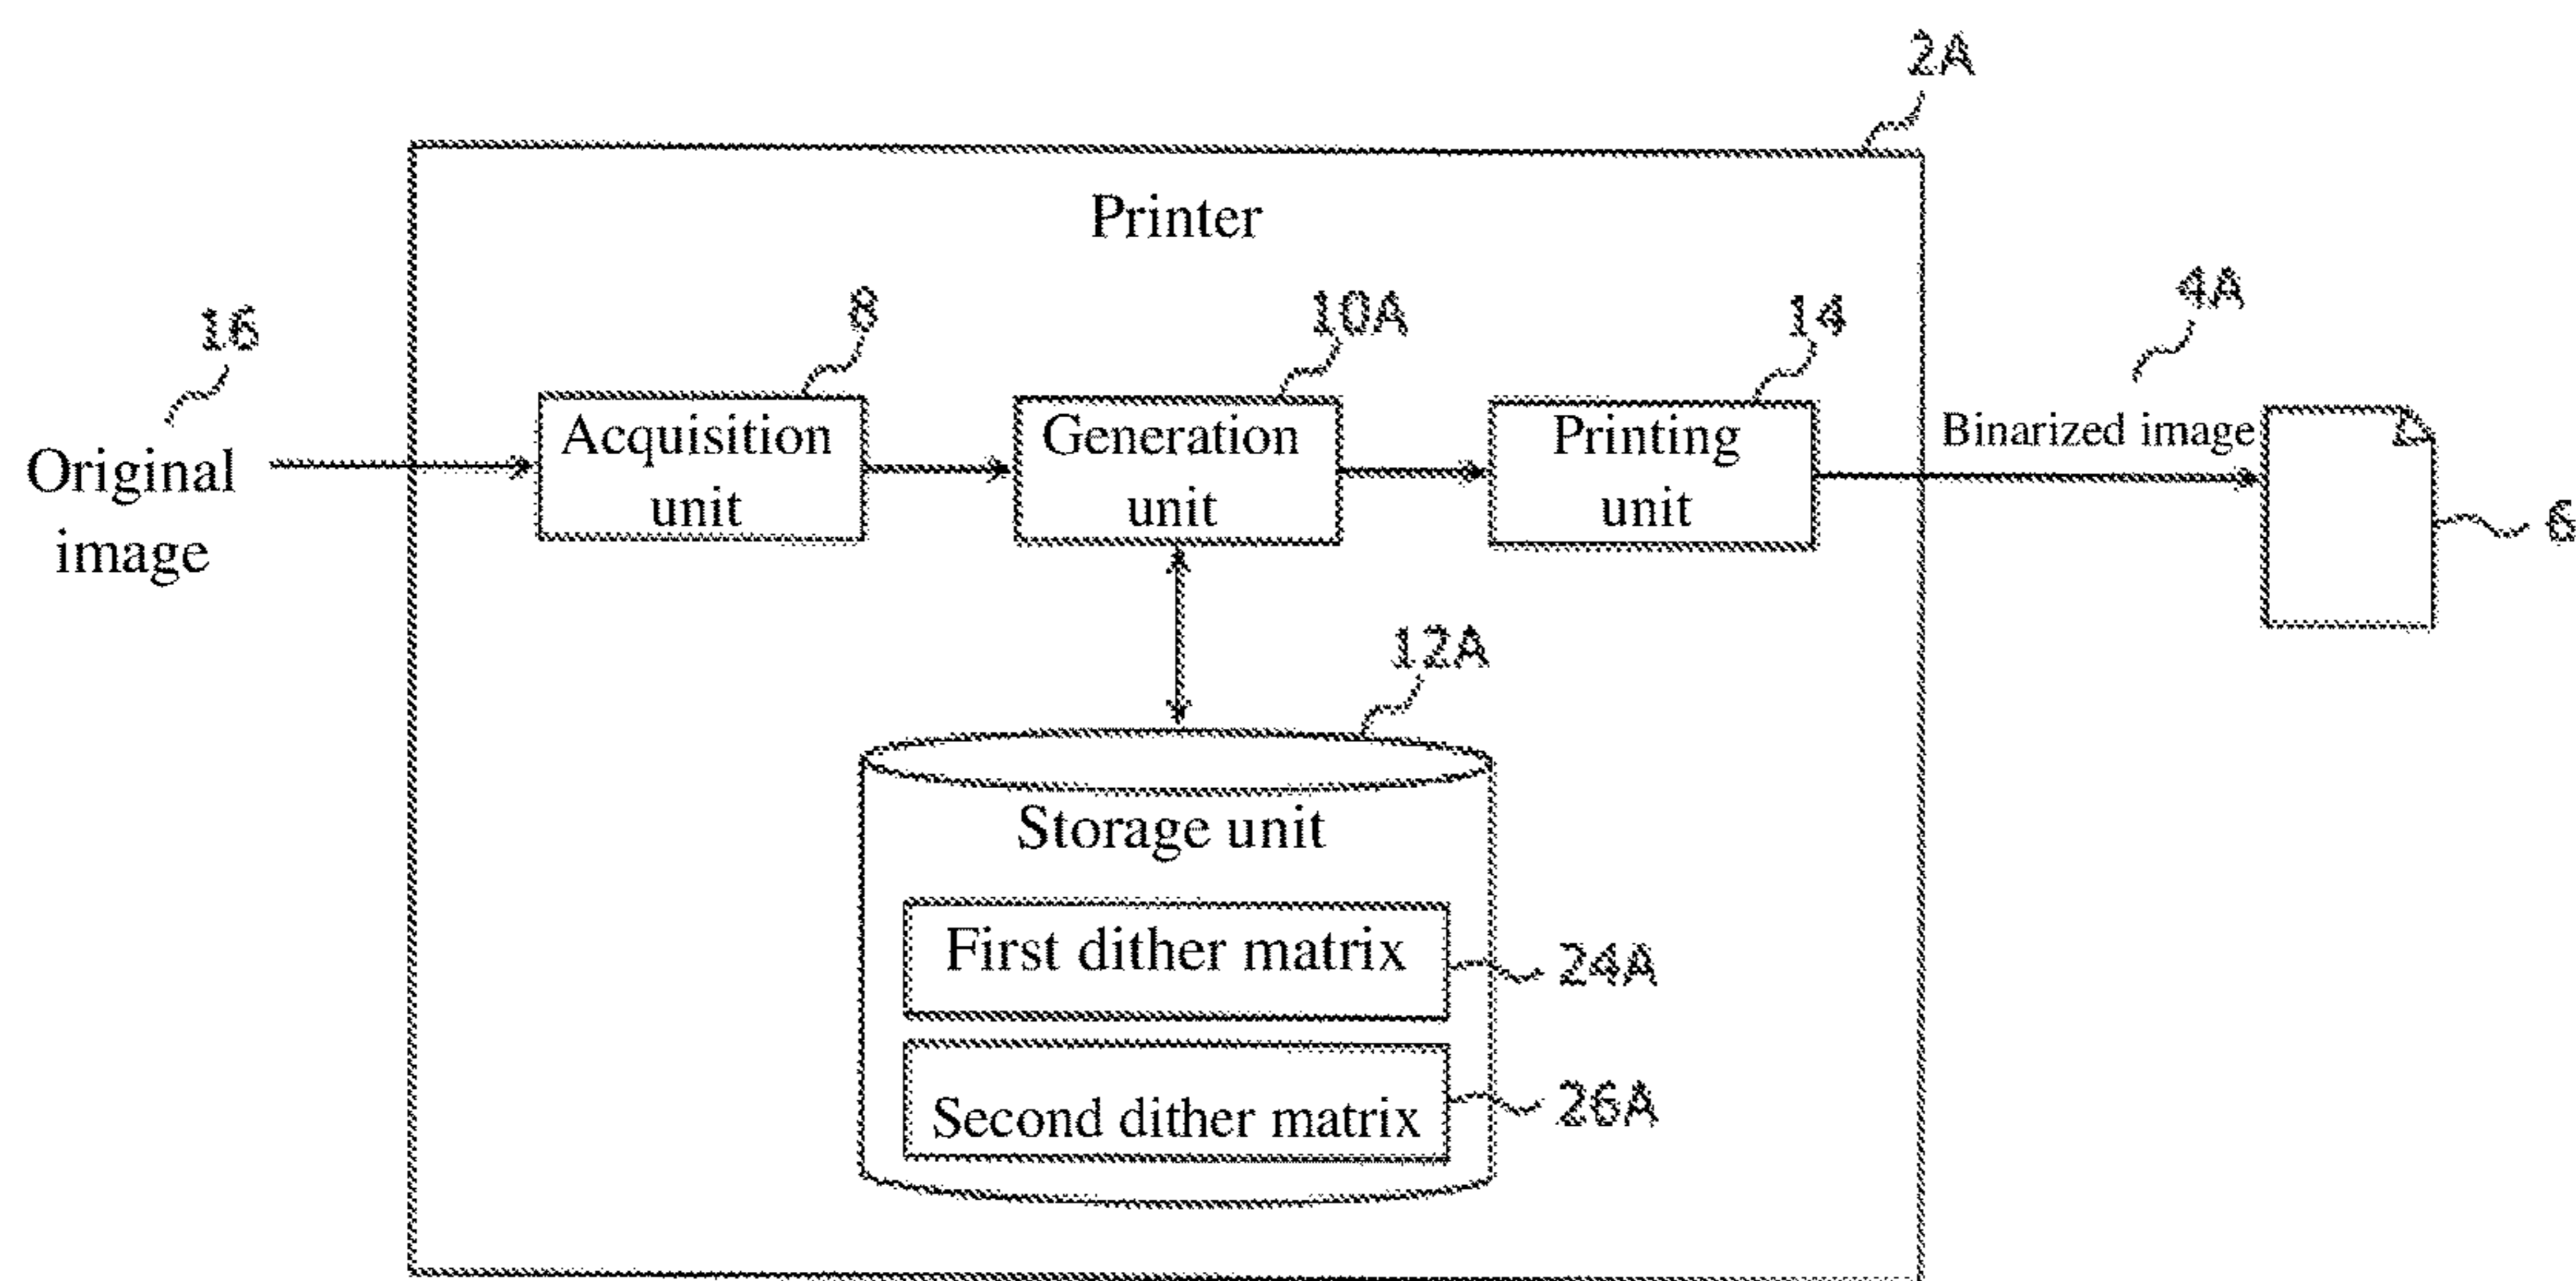 2A
Printer
16
8
10A
14
4A
Original
image
Acquisition
unit
Generation
unit
Printing
unit
Binarized image
6
12A
Storage unit
First dither matrix
24A
Second dither matrix
26A